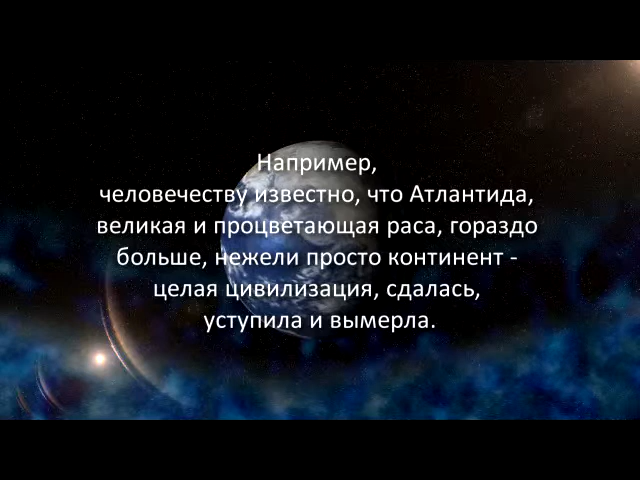 Например,
человечеству известно, что Атлантида,
великая и процветающая раса, гораздо
больше, нежели просто континент -
целая цивилизация, сдалась,
уступила и вымерла.